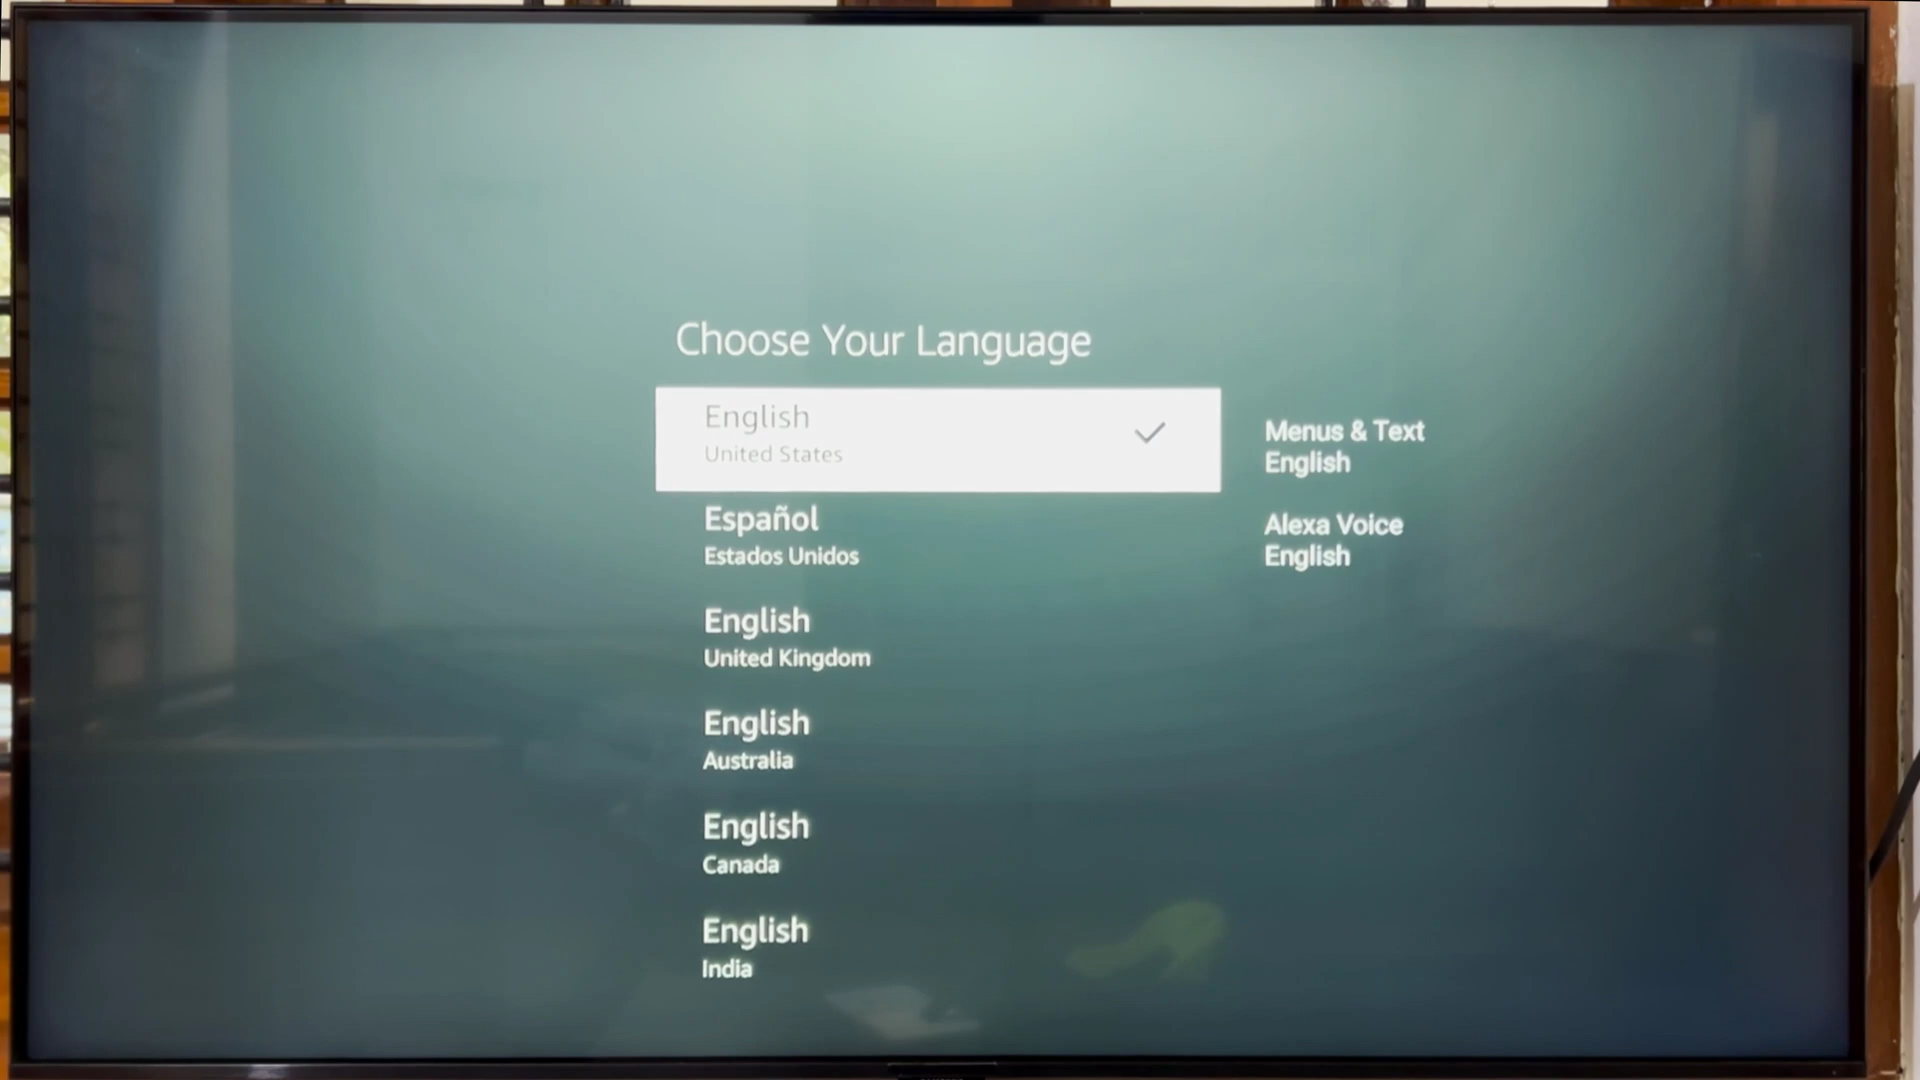 Choose Your Language
English
United States
Español
Estados Unidos
English
United Kingdom
English
Australia
English
Canada
English
India
Menus & Text
English
Alexa Voice
English